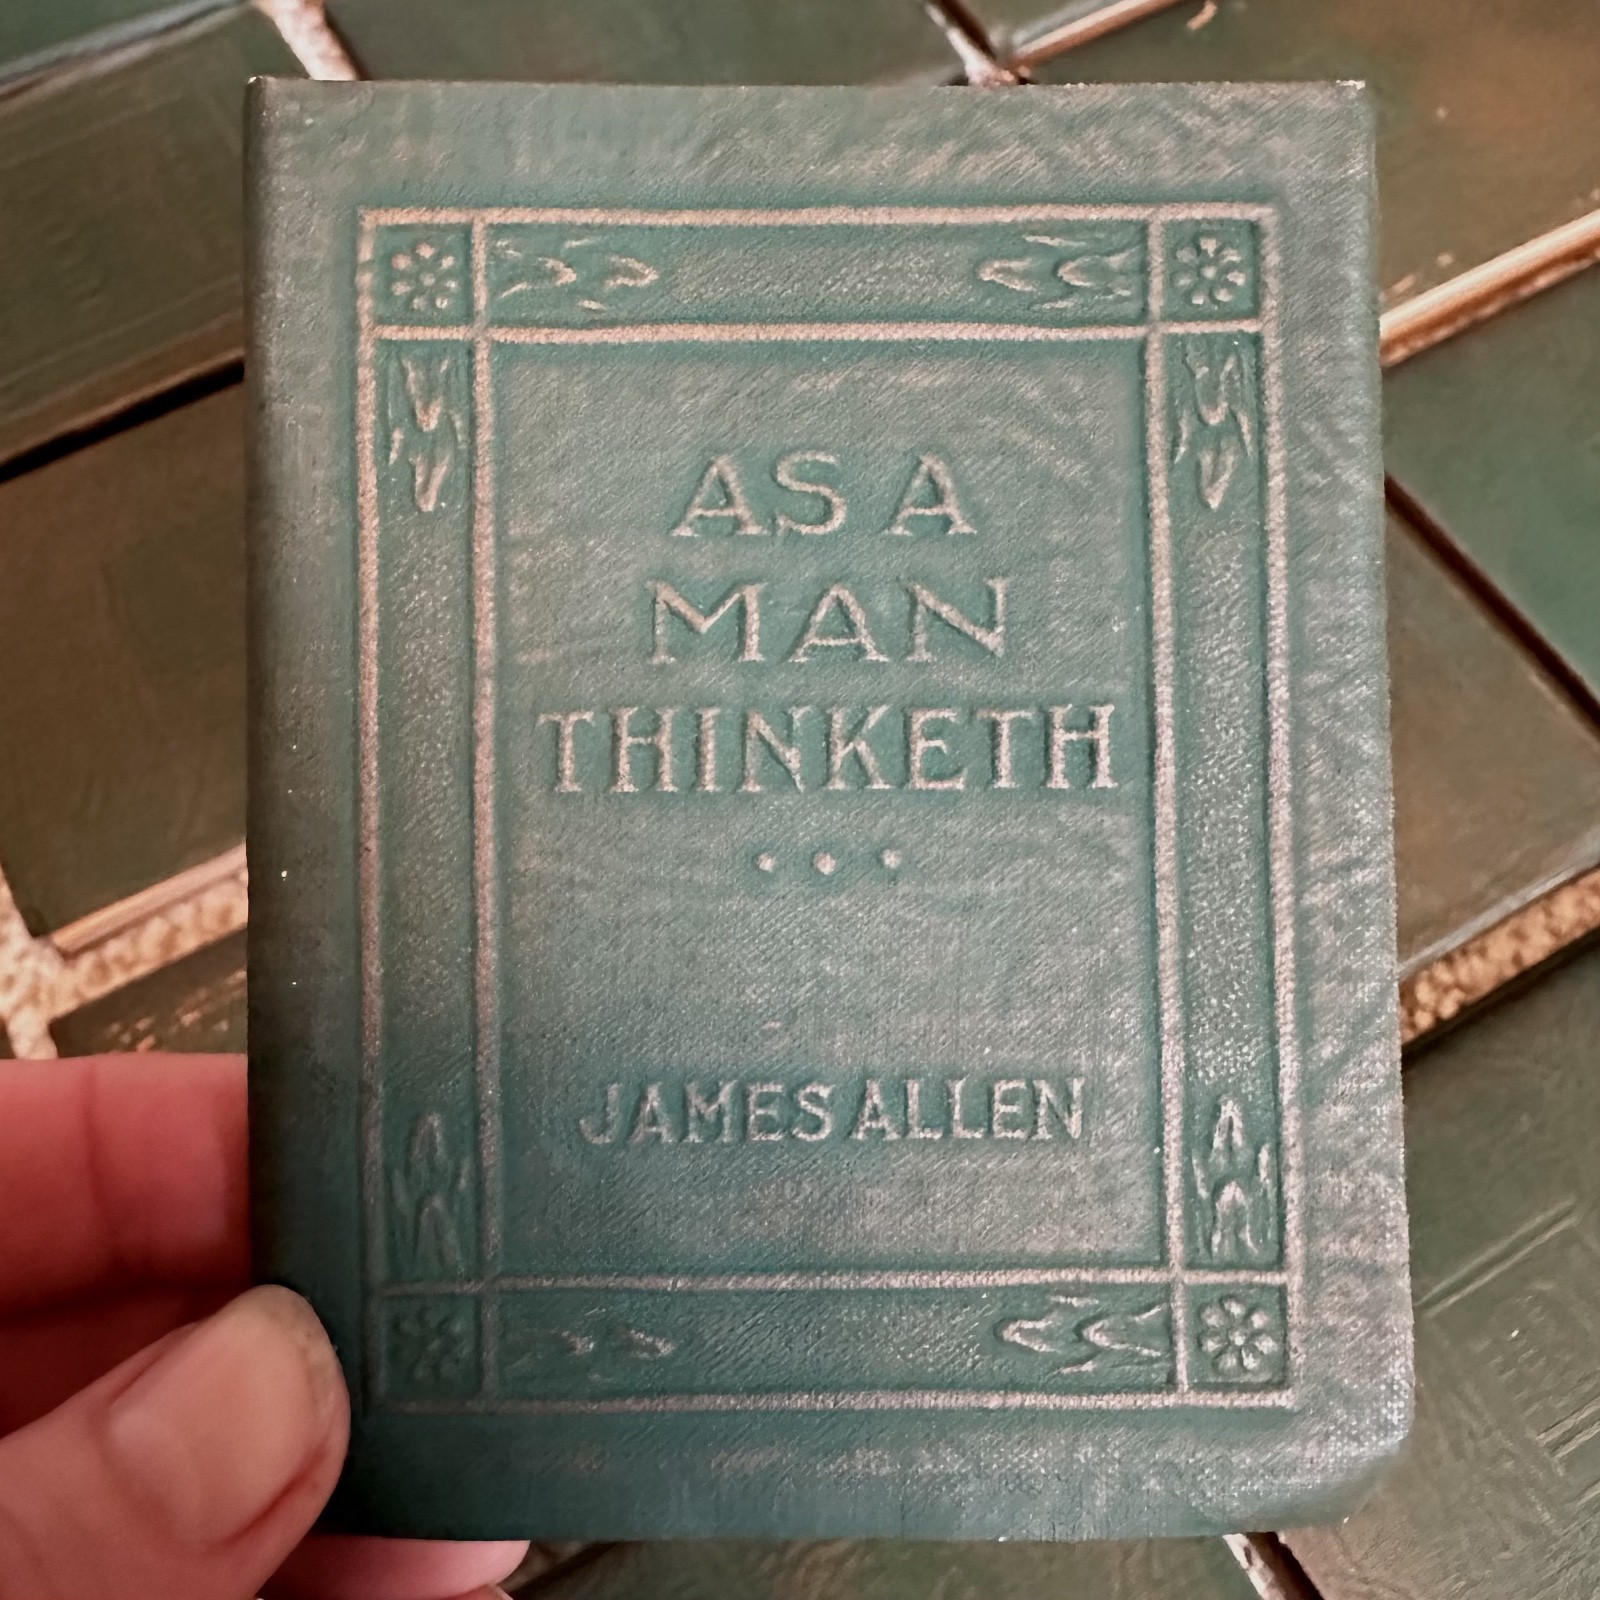 AS A
MAN
THINKETH
...
JAMES ALLEN